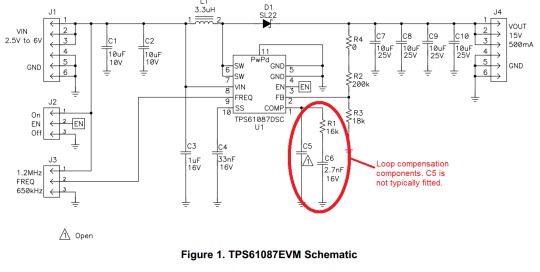 J1
VIN
2.5V to 6V
GND
1
2
3
4
5
6
C1
10uF
10V
C2
10uF
10V
L1
3.3uH
1
2
D1
SL22
J4
VOUT
15V
500mA
GND
1
2
3
4
5
6
R4
0
C7
10uF
25V
C8
10uF
25V
C9
10uF
25V
C10
10uF
25V
11
PwPd
6 SW GND 5
7 SW GND 4
8 VIN EN 3 EN
9 FREQ FB 2
10 SS COMP 1
TPS61087DSC
U1
R2
200k
R3
18k
J2
On
EN
Off
1
2
3
EN
J3
1.2MHz
FREQ
650kHz
1
2
3
C3
1uF
16V
C4
33nF
16V
C5
1
R1
16k
C6
2.7nF
16V
Loop compensation
components. C5 is
not typically fitted.
1 Open
Figure 1. TPS61087EVM Schematic